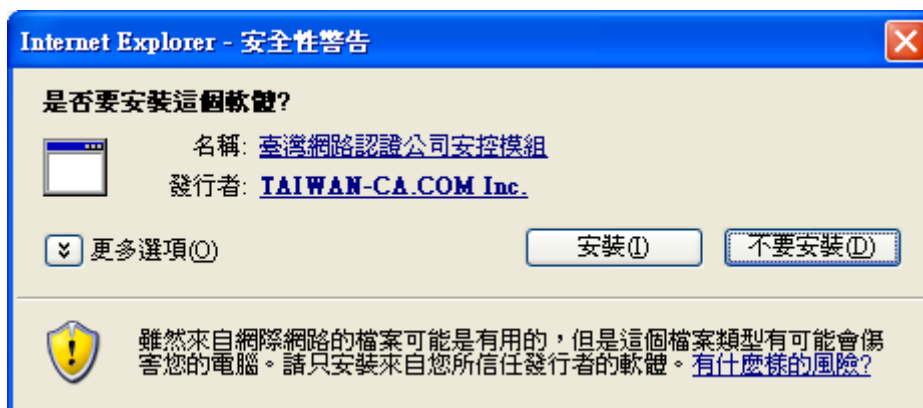 Internet Explorer - 安全性警告
是否要安裝這個軟體?
名稱: 臺灣網路認證公司安控模組
發行者: TAIWAN-CA.COM Inc.
更多選項(O)
安裝(I)
不要安裝(D)
雖然來自網際網路的檔案可能是有用的，但是這個檔案類型有可能會傷
害您的電腦。請只安裝來自您所信任發行者的軟體。有什麼樣的風險?